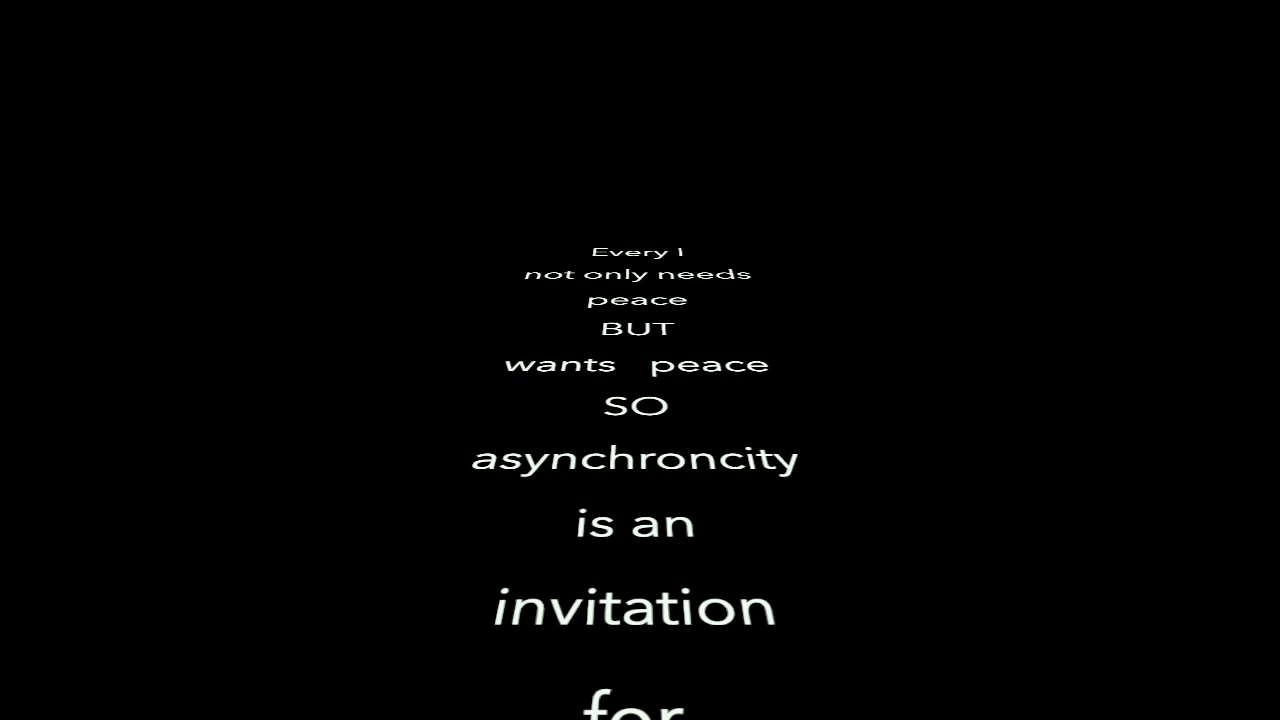 Every I
not only needs
peace
BUT
wants peace
SO
asynchroncity
is an
invitation
for